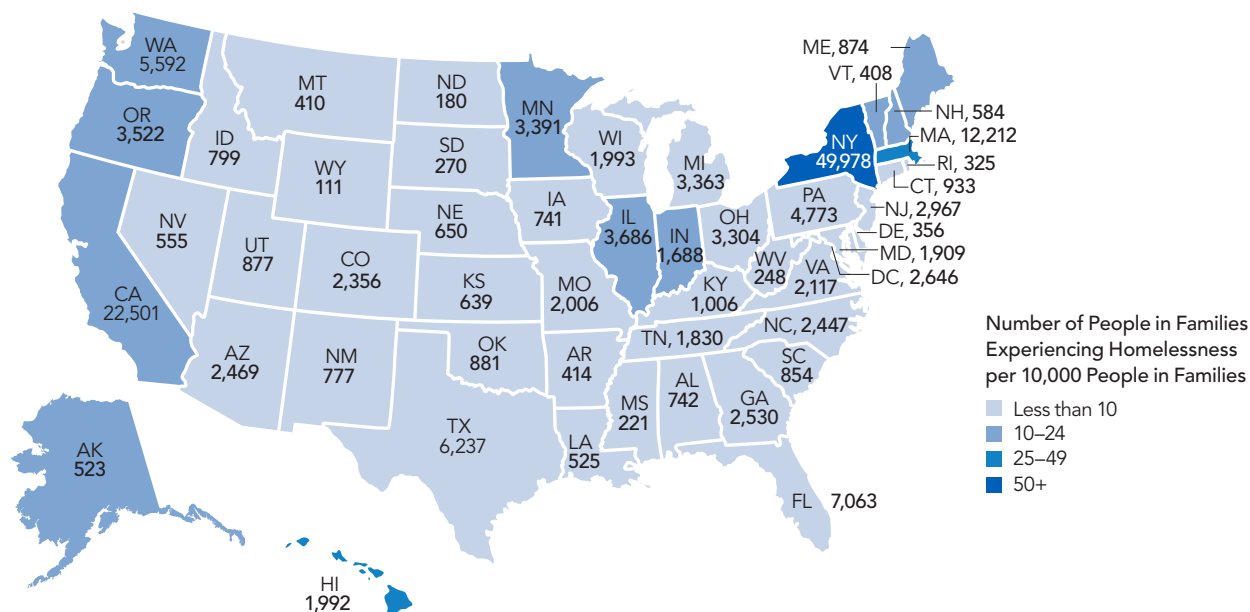 WA
5,592
OR
3,522
CA
22,501
ID
799
NV
555
MT
410
WY
111
UT
877
AZ
2,469
CO
2,356
NM
777
ND
180
SD
270
NE
650
KS
639
OK
881
TX
6,237
MN
3,391
IA
741
MO
2,006
AR
414
LA
525
WI
1,993
IL
3,686
MI
3,363
IN
1,688
OH
3,304
KY
1,006
TN, 1,830
MS
221
AL
742
GA
2,530
FL 7,063
SC
854
NC, 2,447
VA
2,117
WV
248
PA
4,773
NY
49,978
ME, 874
VT, 408
NH, 584
MA, 12,212
RI, 325
CT, 933
NJ, 2,967
DE, 356
MD, 1,909
DC, 2,646
AK
523
HI
1,992
Number of People in Families
Experiencing Homelessness
per 10,000 People in Families
Less than 10
10–24
25–49
50+